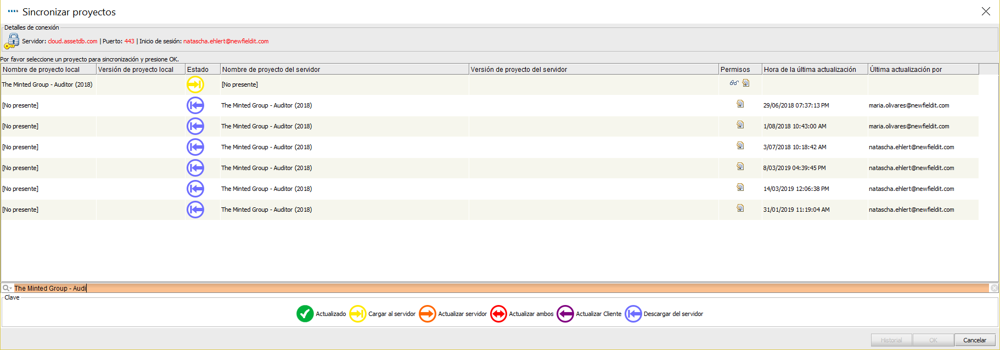 Sincronizar proyectos
Detalles de conexión
Servidor: cloud.assetdb.com | Puerto: 443 | Inicio de sesión: natascha.ehlert@newfieldit.com
Por favor seleccione un proyecto para sincronización y presione OK.
Nombre de proyecto local Versión de proyecto local Estado Nombre de proyecto del servidor Versión de proyecto del servidor Permisos Hora de la última actualización Última actualización por
The Minted Group - Auditor (2018) [No presente]
[No presente] The Minted Group - Auditor (2018) 29/06/2018 07:37:13 PM maria.olivares@newfieldit.com
[No presente] The Minted Group - Auditor (2018) 1/08/2018 10:43:00 AM maria.olivares@newfieldit.com
[No presente] The Minted Group - Auditor (2018) 3/07/2018 10:18:42 AM natascha.ehlert@newfieldit.com
[No presente] The Minted Group - Auditor (2018) 8/03/2019 04:39:45 PM natascha.ehlert@newfieldit.com
[No presente] The Minted Group - Auditor (2018) 14/03/2019 12:06:38 PM natascha.ehlert@newfieldit.com
[No presente] The Minted Group - Auditor (2018) 31/01/2019 11:19:04 AM natascha.ehlert@newfieldit.com
The Minted Group - Audi
Clave
Actualizado Cargar al servidor Actualizar servidor Actualizar ambos Actualizar Cliente Descargar del servidor
Historial OK Cancelar